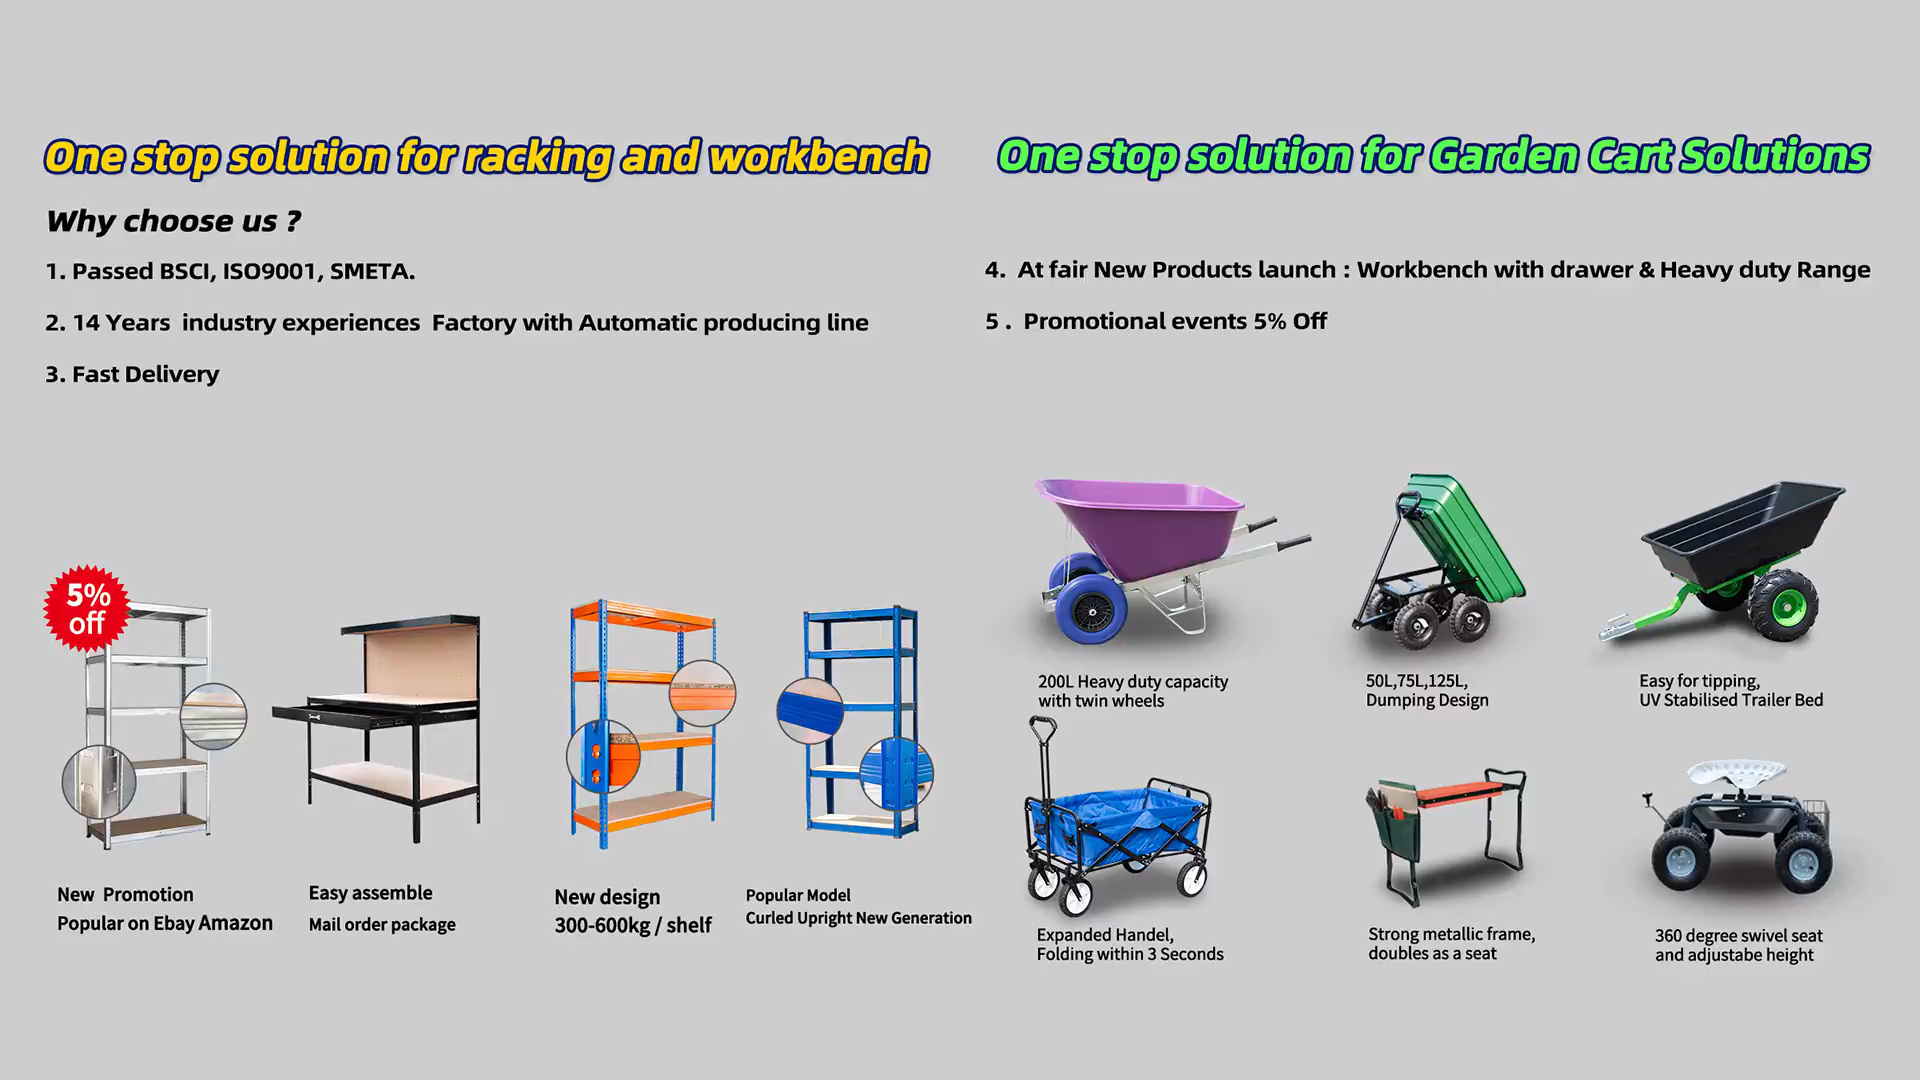 One stop solution for racking and workbench
Why choose us ?
1. Passed BSCI, ISO9001, SMETA.
2. 14 Years industry experiences Factory with Automatic producing line
3. Fast Delivery
One stop solution for Garden Cart Solutions
4. At fair New Products launch : Workbench with drawer & Heavy duty Range
5 . Promotional events 5% Off
5%
off
New Promotion
Popular on Ebay Amazon
Easy assemble
Mail order package
New design
300-600kg / shelf
Popular Model
Curled Upright New Generation
200L Heavy duty capacity
with twin wheels
50L,75L,125L,
Dumping Design
Easy for tipping,
UV Stabilised Trailer Bed
Expanded Handel,
Folding within 3 Seconds
Strong metallic frame,
doubles as a seat
360 degree swivel seat
and adjustabe height